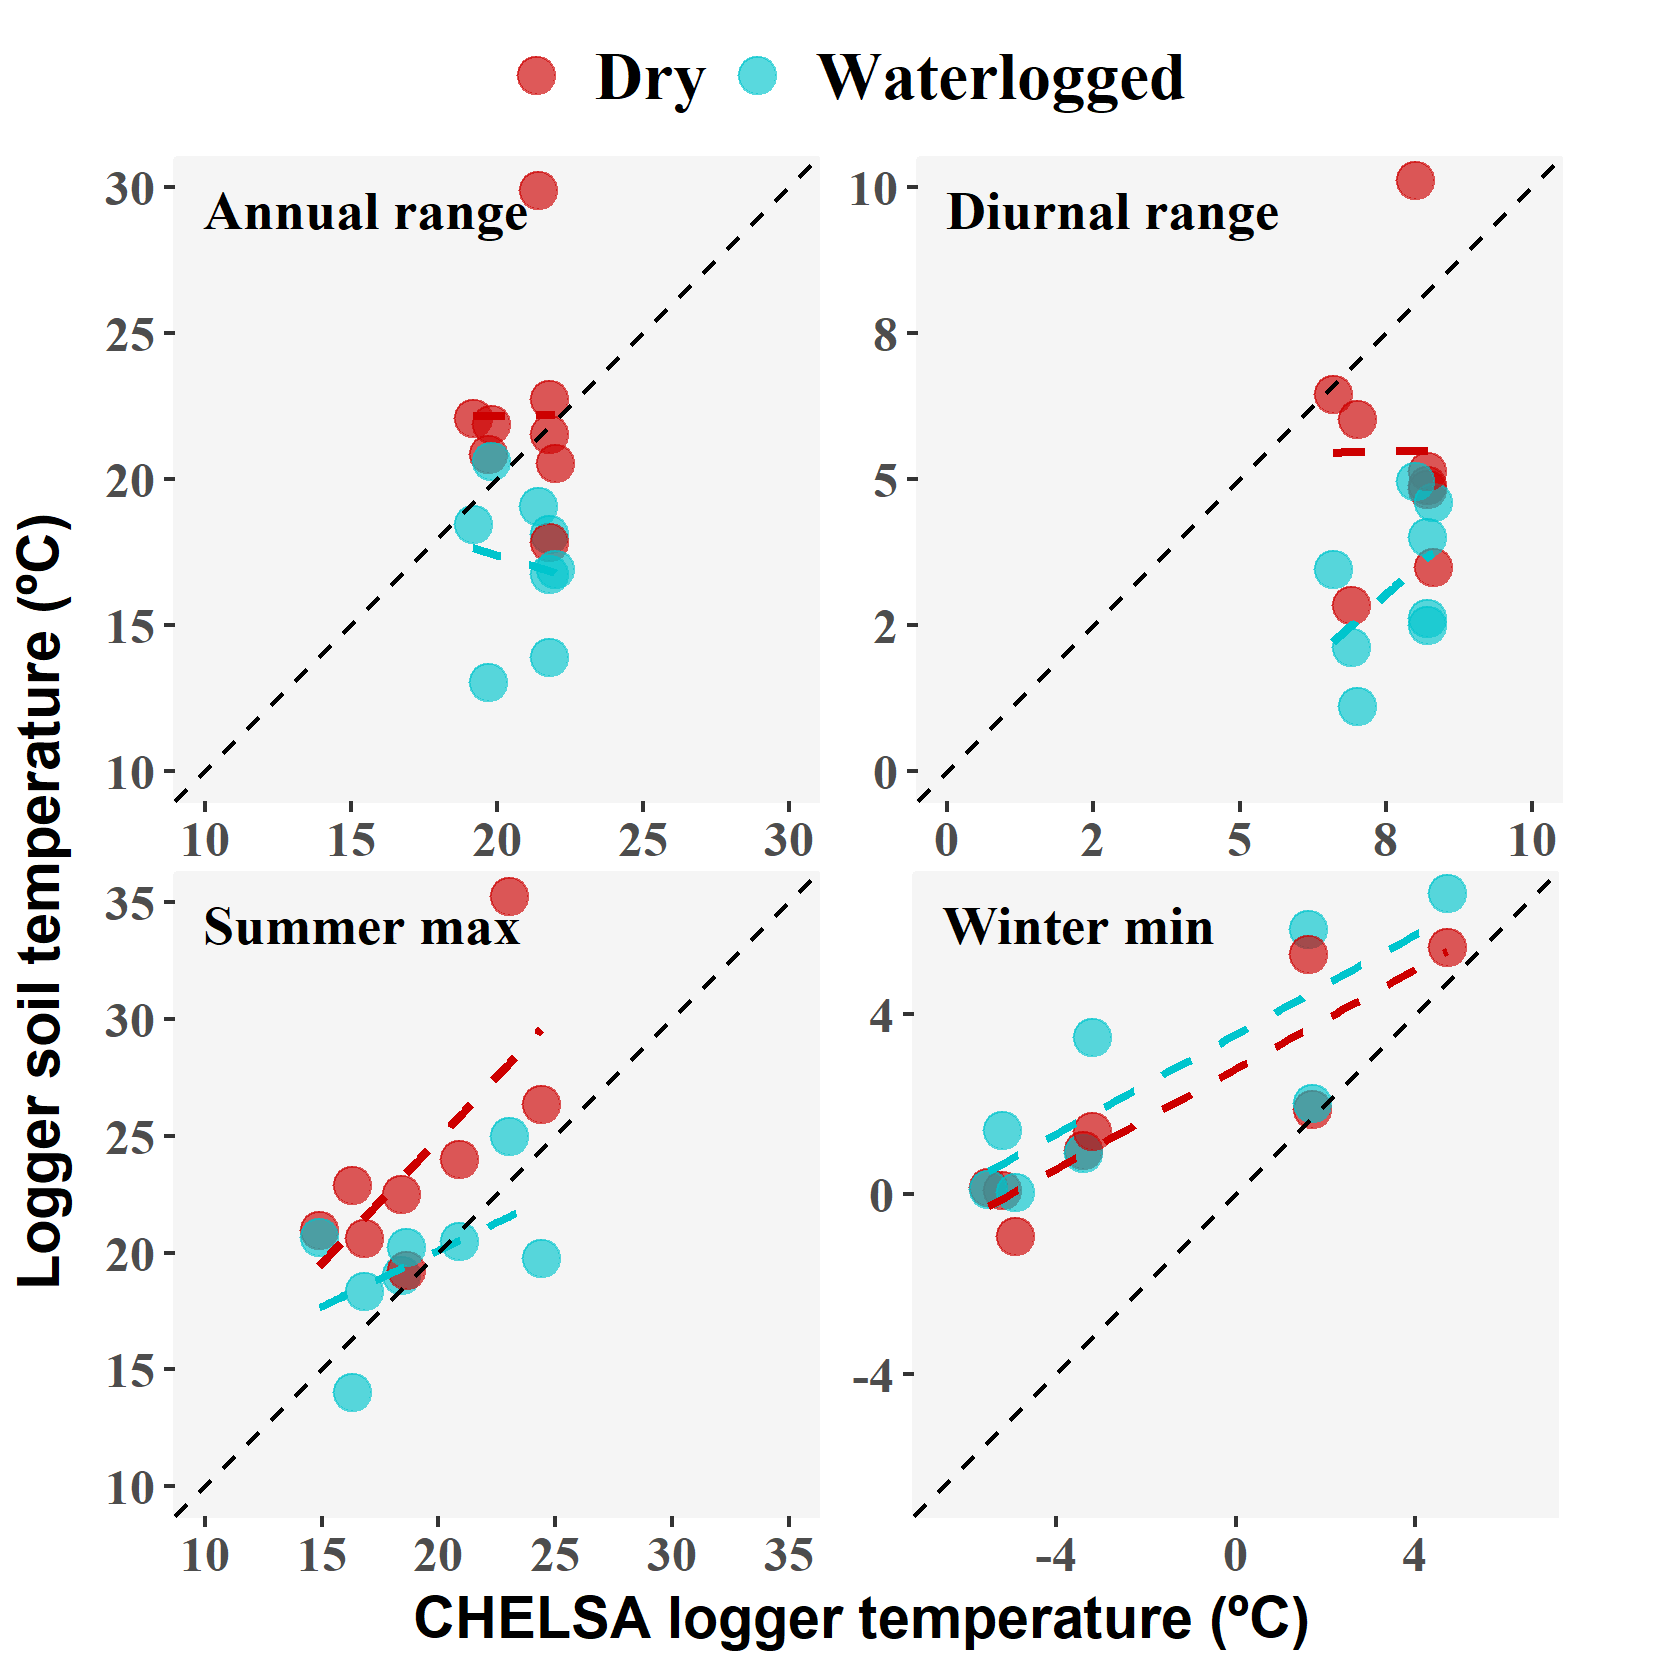 Dry Waterlogged
Logger soil temperature (ºC)
Annual range
30
25
20
15
10
10 15 20 25 30
Diurnal range
10
8
5
2
0
0 2 5 8 10
Summer max
35
30
25
20
15
10
10 15 20 25 30 35
Winter min
4
0
-4
-4 0 4
CHELSA logger temperature (ºC)